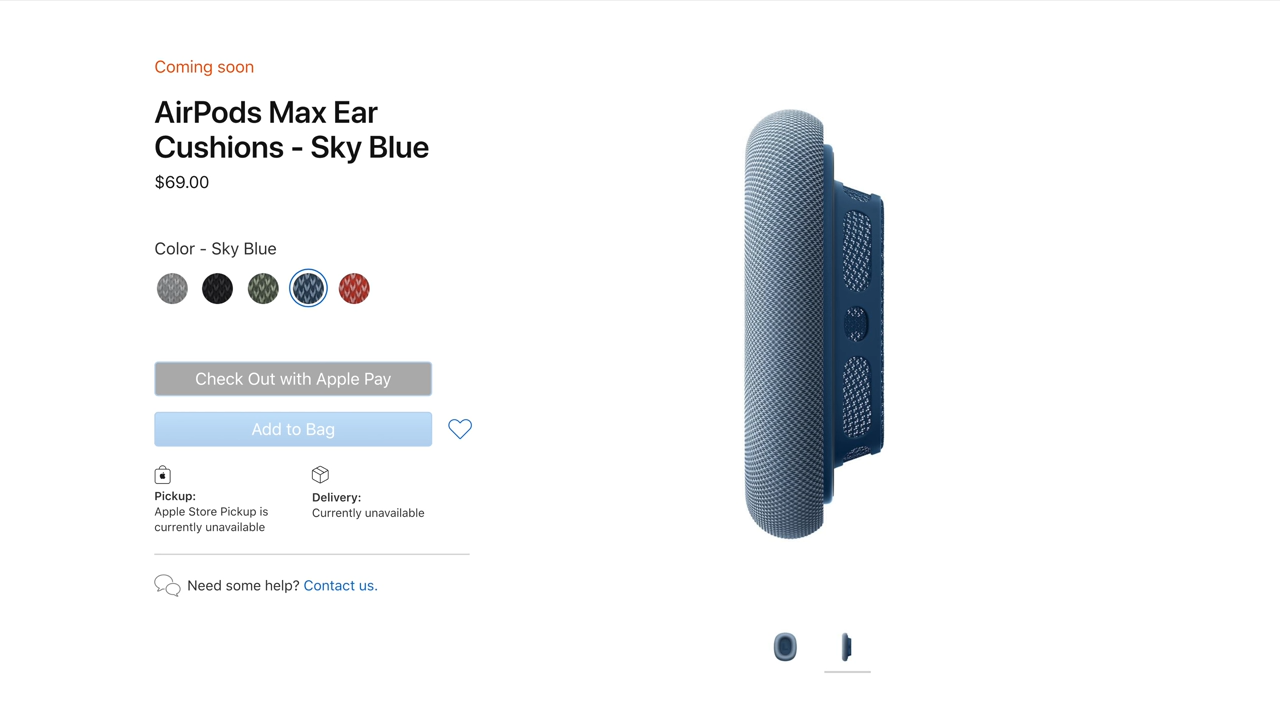 Coming soon
AirPods Max Ear
Cushions - Sky Blue
$69.00
Color - Sky Blue
Check Out with Apple Pay
Add to Bag
Pickup:
Apple Store Pickup is
currently unavailable
Delivery:
Currently unavailable
Need some help? Contact us.